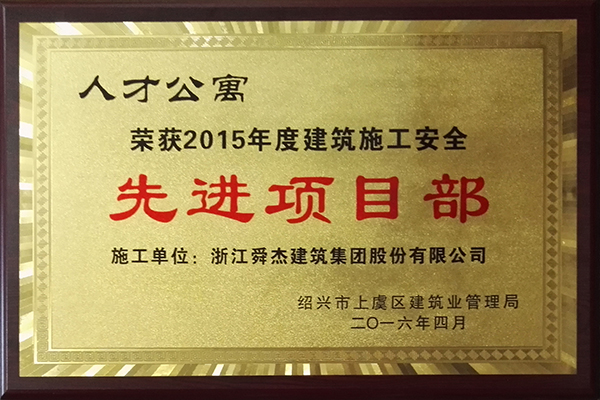 人才公寓
荣获2015年度建筑施工安全
先进项目部
施工单位：浙江舜杰建筑集团股份有限公司
绍兴市上虞区建筑业管理局
二〇一六年四月